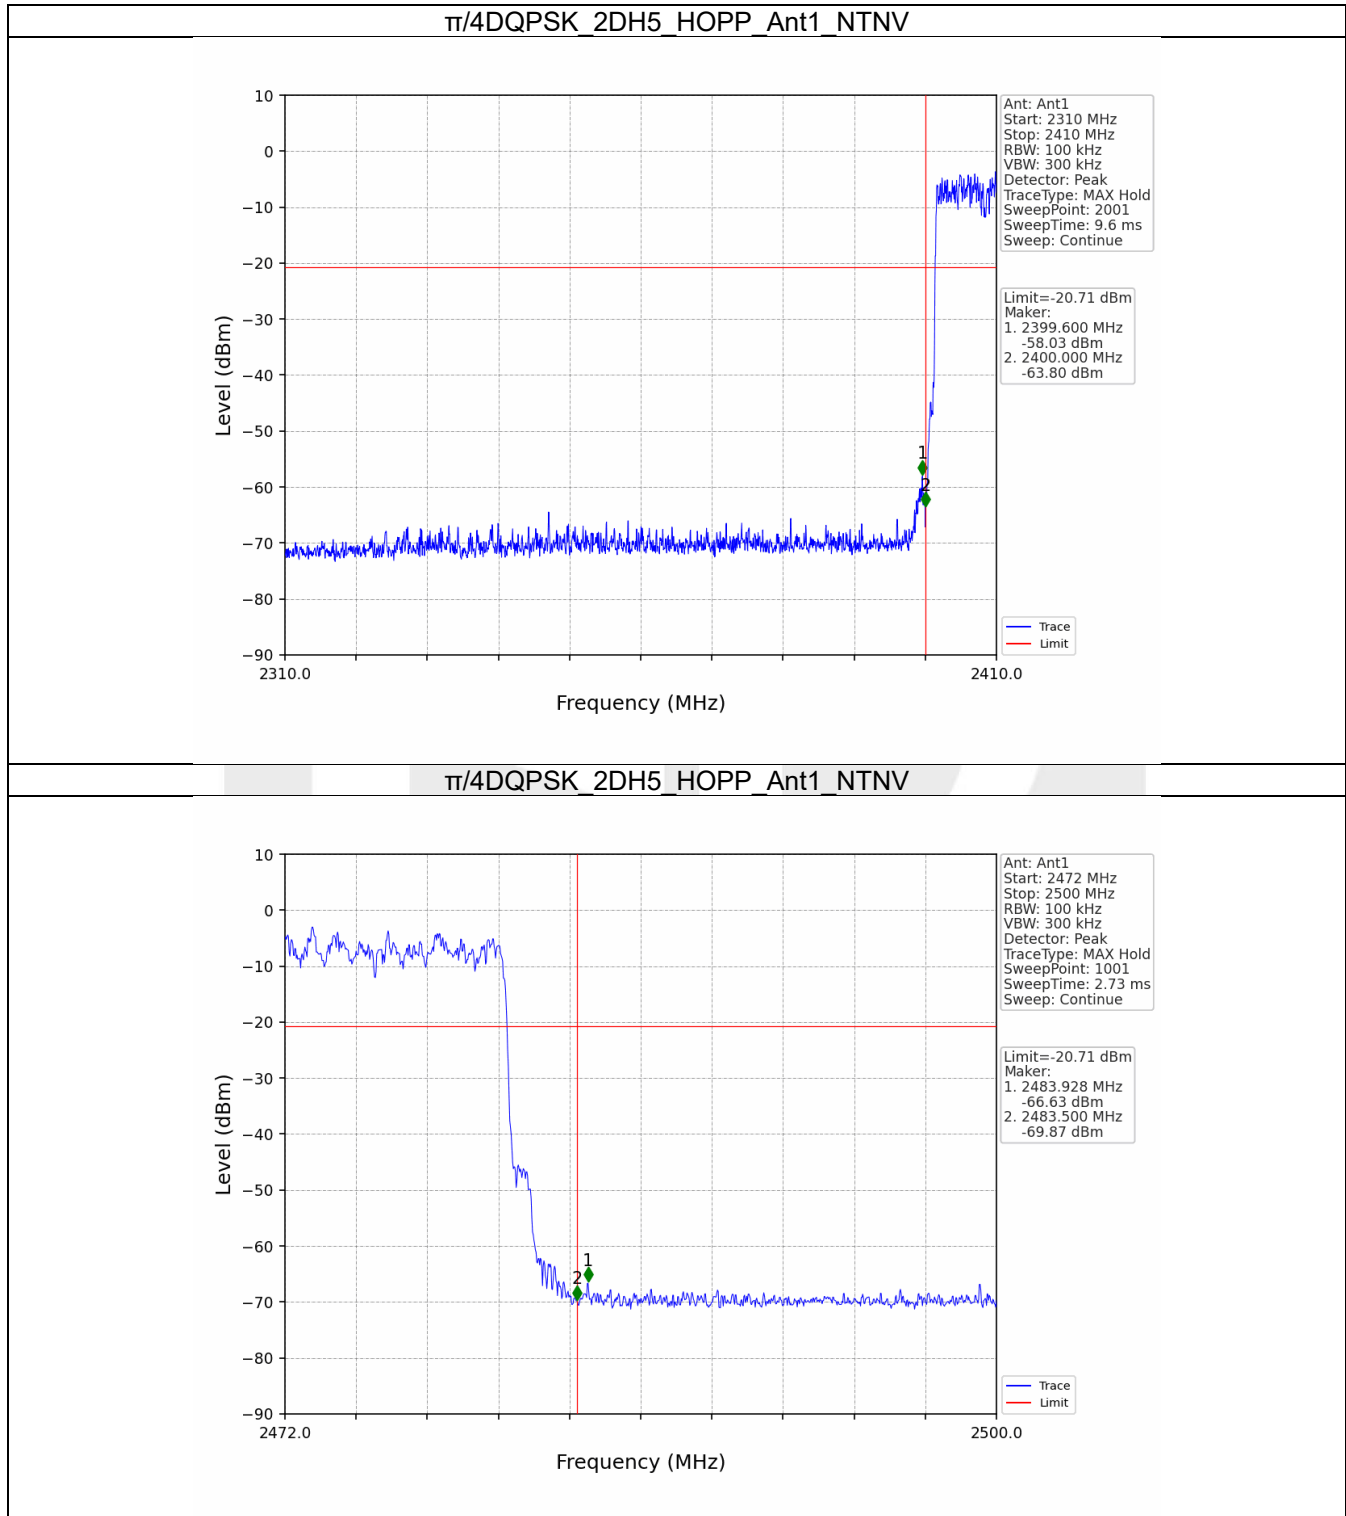 π/4DQPSK_2DH5_HOPP_Ant1_NTNV
10
0
−10
−20
−30
−40
−50
−60
−70
−80
−90
Level (dBm)
2310.0
2410.0
Frequency (MHz)
1
2
Ant: Ant1
Start: 2310 MHz
Stop: 2410 MHz
RBW: 100 kHz
VBW: 300 kHz
Detector: Peak
TraceType: MAX Hold
SweepPoint: 2001
SweepTime: 9.6 ms
Sweep: Continue
Limit=-20.71 dBm
Maker:
1. 2399.600 MHz
-58.03 dBm
2. 2400.000 MHz
-63.80 dBm
Trace
Limit
π/4DQPSK_2DH5_HOPP_Ant1_NTNV
10
0
−10
−20
−30
−40
−50
−60
−70
−80
−90
Level (dBm)
2472.0
2500.0
Frequency (MHz)
1
2
Ant: Ant1
Start: 2472 MHz
Stop: 2500 MHz
RBW: 100 kHz
VBW: 300 kHz
Detector: Peak
TraceType: MAX Hold
SweepPoint: 1001
SweepTime: 2.73 ms
Sweep: Continue
Limit=-20.71 dBm
Maker:
1. 2483.928 MHz
-66.63 dBm
2. 2483.500 MHz
-69.87 dBm
Trace
Limit